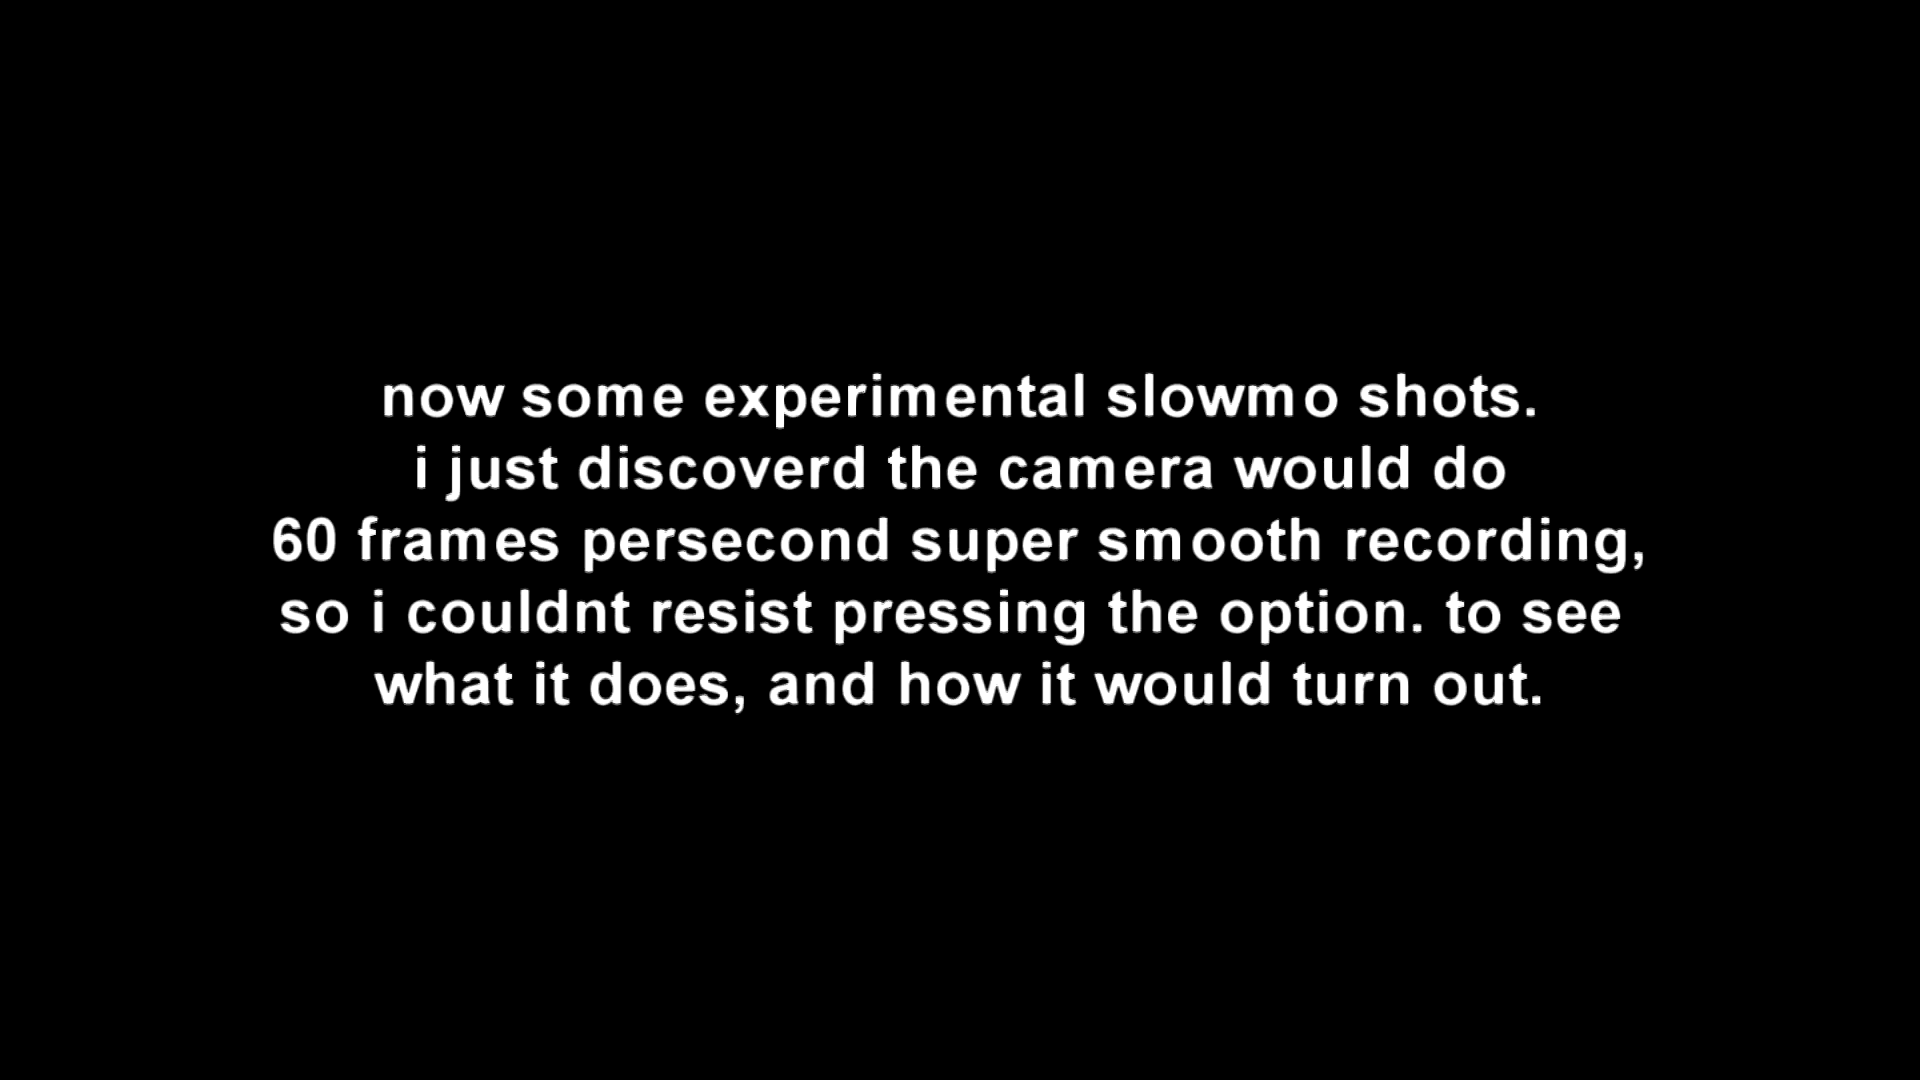 now some experimental slowmo shots.
i just discoverd the camera would do
60 frames persecond super smooth recording,
so i couldnt resist pressing the option. to see
what it does, and how it would turn out.